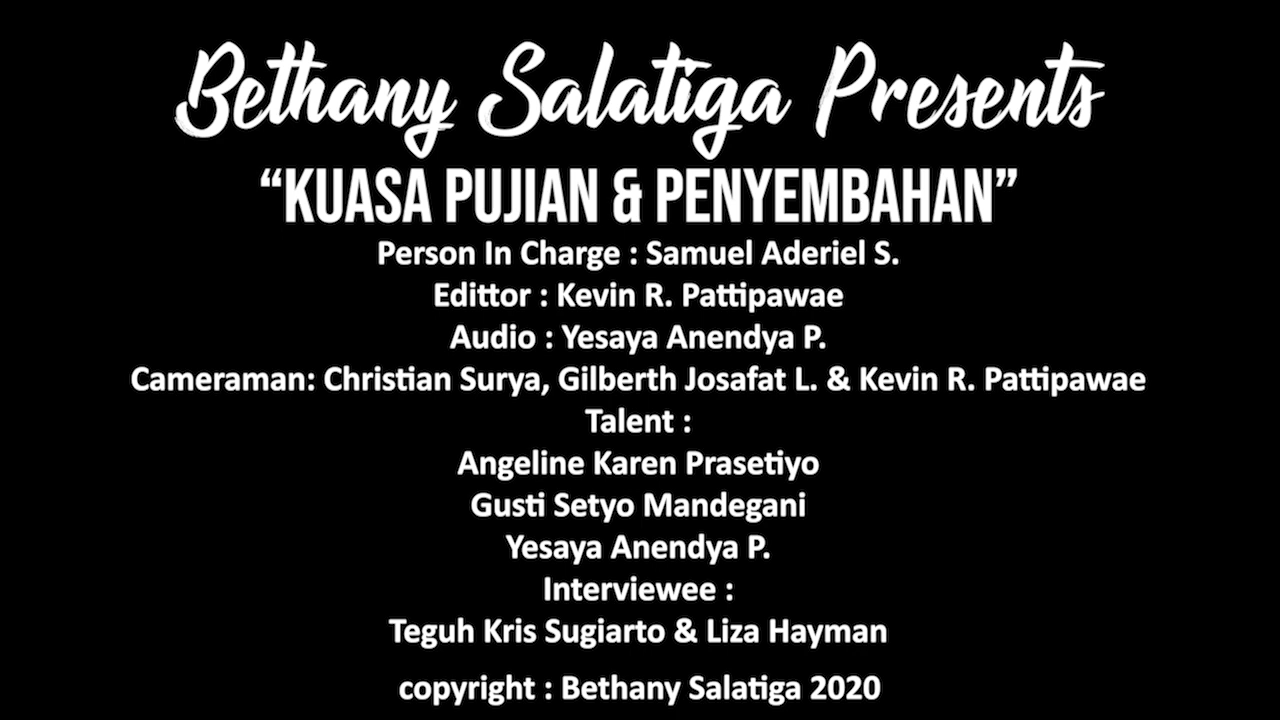 Bethany Salatiga Presents
“KUASA PUJIAN & PENYEMBAHAN”
Person In Charge : Samuel Aderiel S.
Edittor : Kevin R. Pattipawae
Audio : Yesaya Anendya P.
Cameraman: Christian Surya, Gilberth Josafat L. & Kevin R. Pattipawae
Talent :
Angeline Karen Prasetiyo
Gusti Setyo Mandegani
Yesaya Anendya P.
Interviewee :
Teguh Kris Sugiarto & Liza Hayman
copyright : Bethany Salatiga 2020